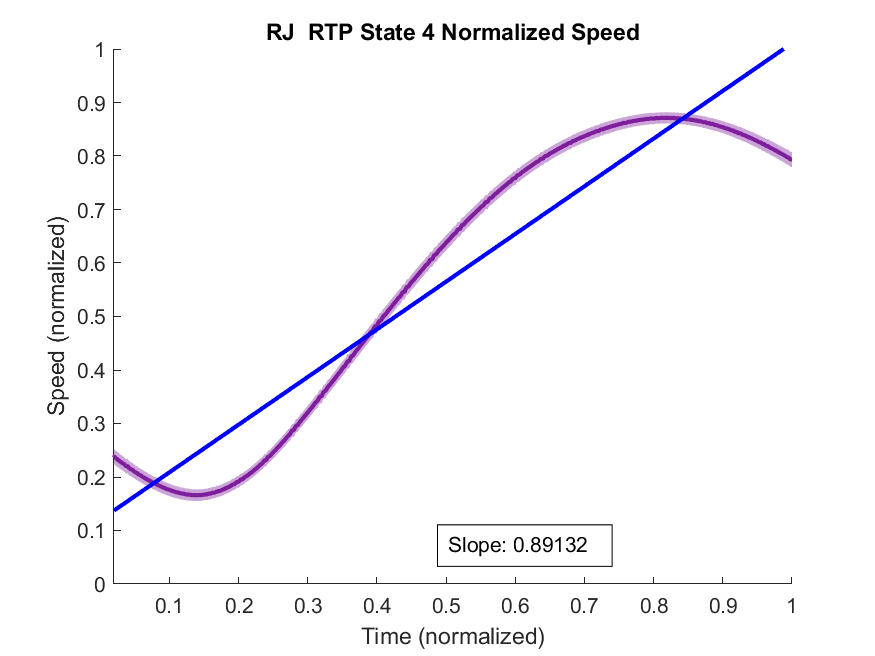 RJ  RTP State 4 Normalized Speed
1
0.9
0.8
0.7
0.6
0.5
0.4
0.3
0.2
0.1
0
Speed (normalized)
Slope: 0.89132
0.1 0.2 0.3 0.4 0.5 0.6 0.7 0.8 0.9 1
Time (normalized)